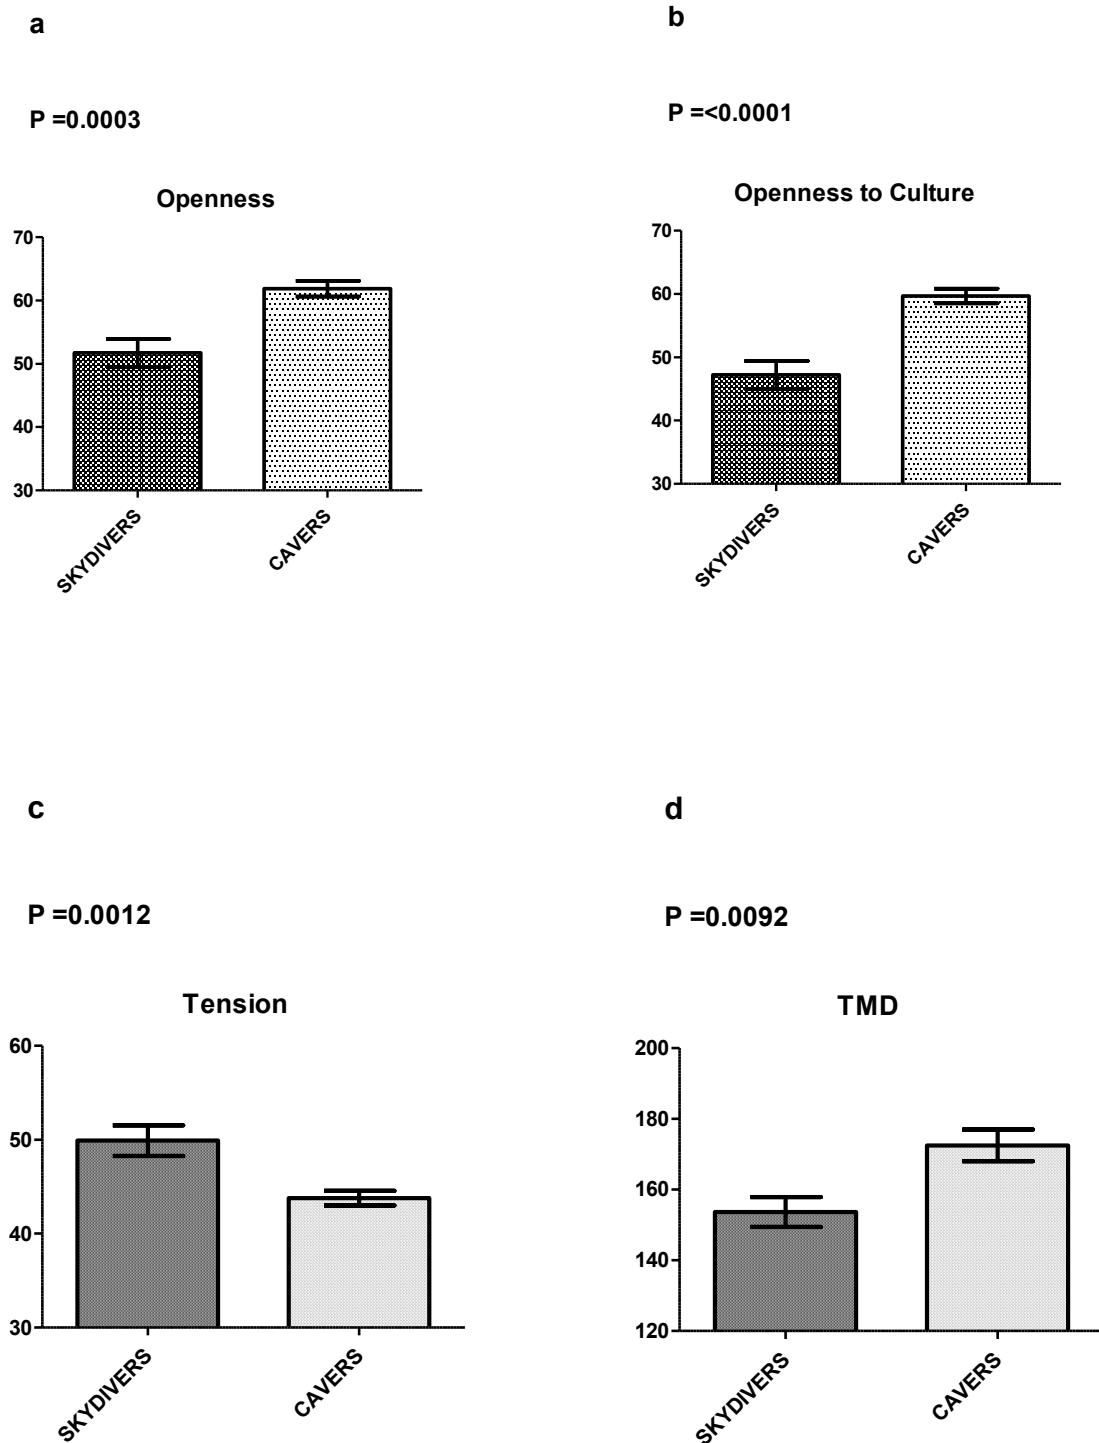 a
P =0.0003
Openness
70
60
50
40
30
SKYDIVERS
CAVERS
b
P =<0.0001
Openness to Culture
70
60
50
40
30
SKYDIVERS
CAVERS
c
P =0.0012
Tension
60
50
40
30
SKYDIVERS
CAVERS
d
P =0.0092
TMD
200
180
160
140
120
SKYDIVERS
CAVERS